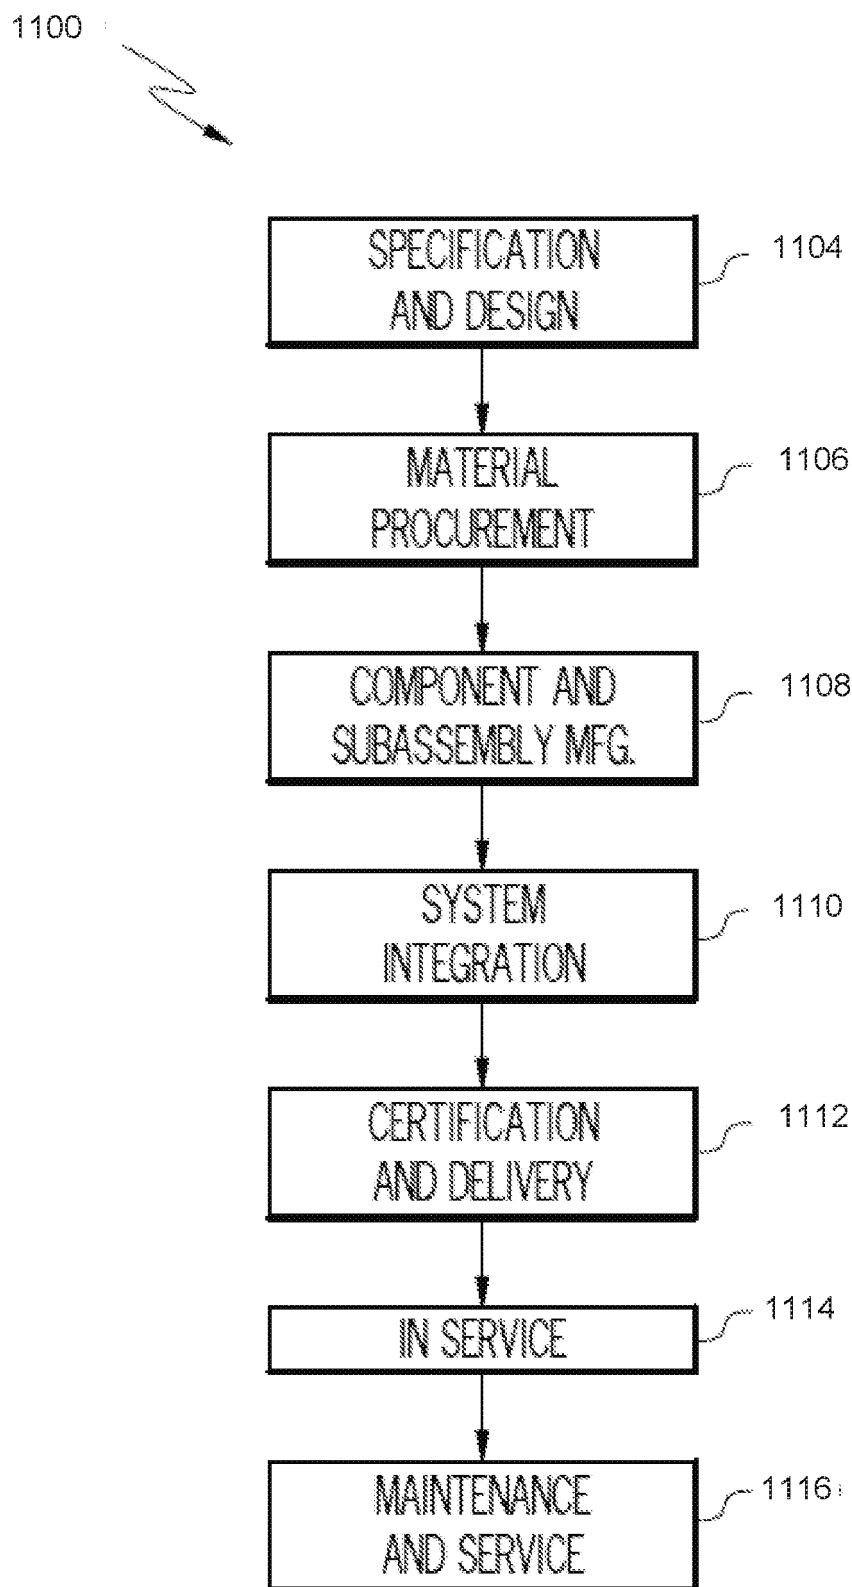 1100
SPECIFICATION
AND DESIGN
1104
MATERIAL
PROCUREMENT
1106
COMPONENT AND
SUBASSEMBLY MFG.
1108
SYSTEM
INTEGRATION
1110
CERTIFICATION
AND DELIVERY
1112
IN SERVICE
1114
MAINTENANCE
AND SERVICE
1116